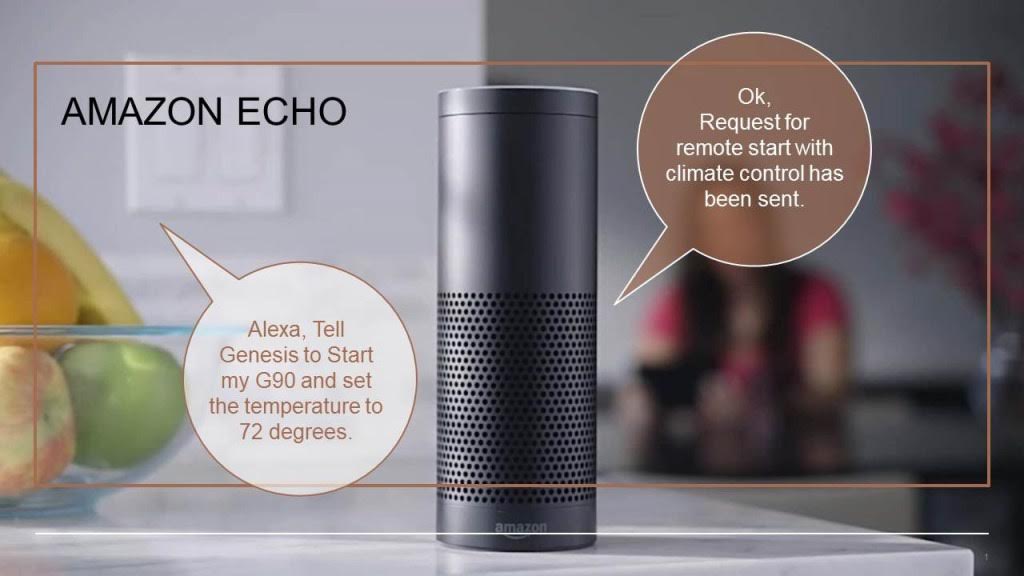 AMAZON ECHO
Ok,
Request for
remote start with
climate control has
been sent.
Alexa, Tell
Genesis to Start
my G90 and set
the temperature to
72 degrees.
amazon
1